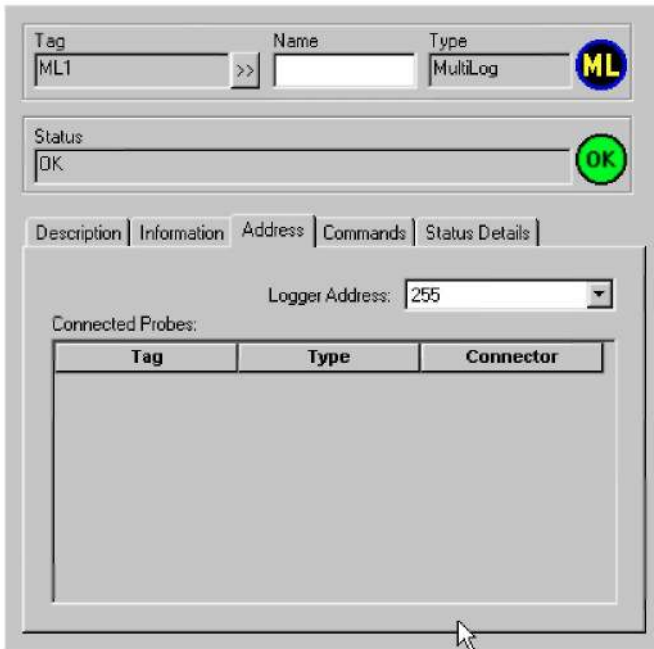 Tag Name Type
ML1 >> MultiLog ML
Status
OK OK
Description Information Address Commands Status Details
Logger Address: 255
Connected Probes:
Tag Type Connector